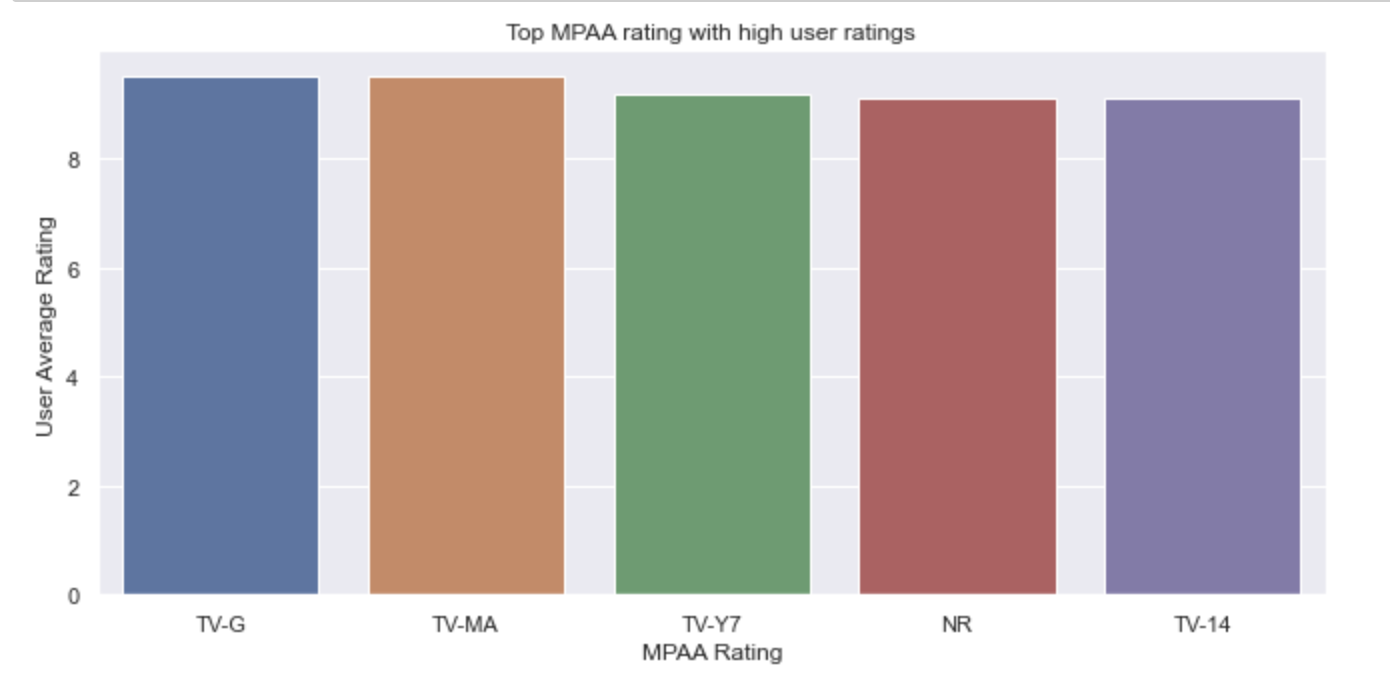 Top MPAA rating with high user ratings
User Average Rating
8
6
4
2
0
TV-G TV-MA TV-Y7 NR TV-14
MPAA Rating